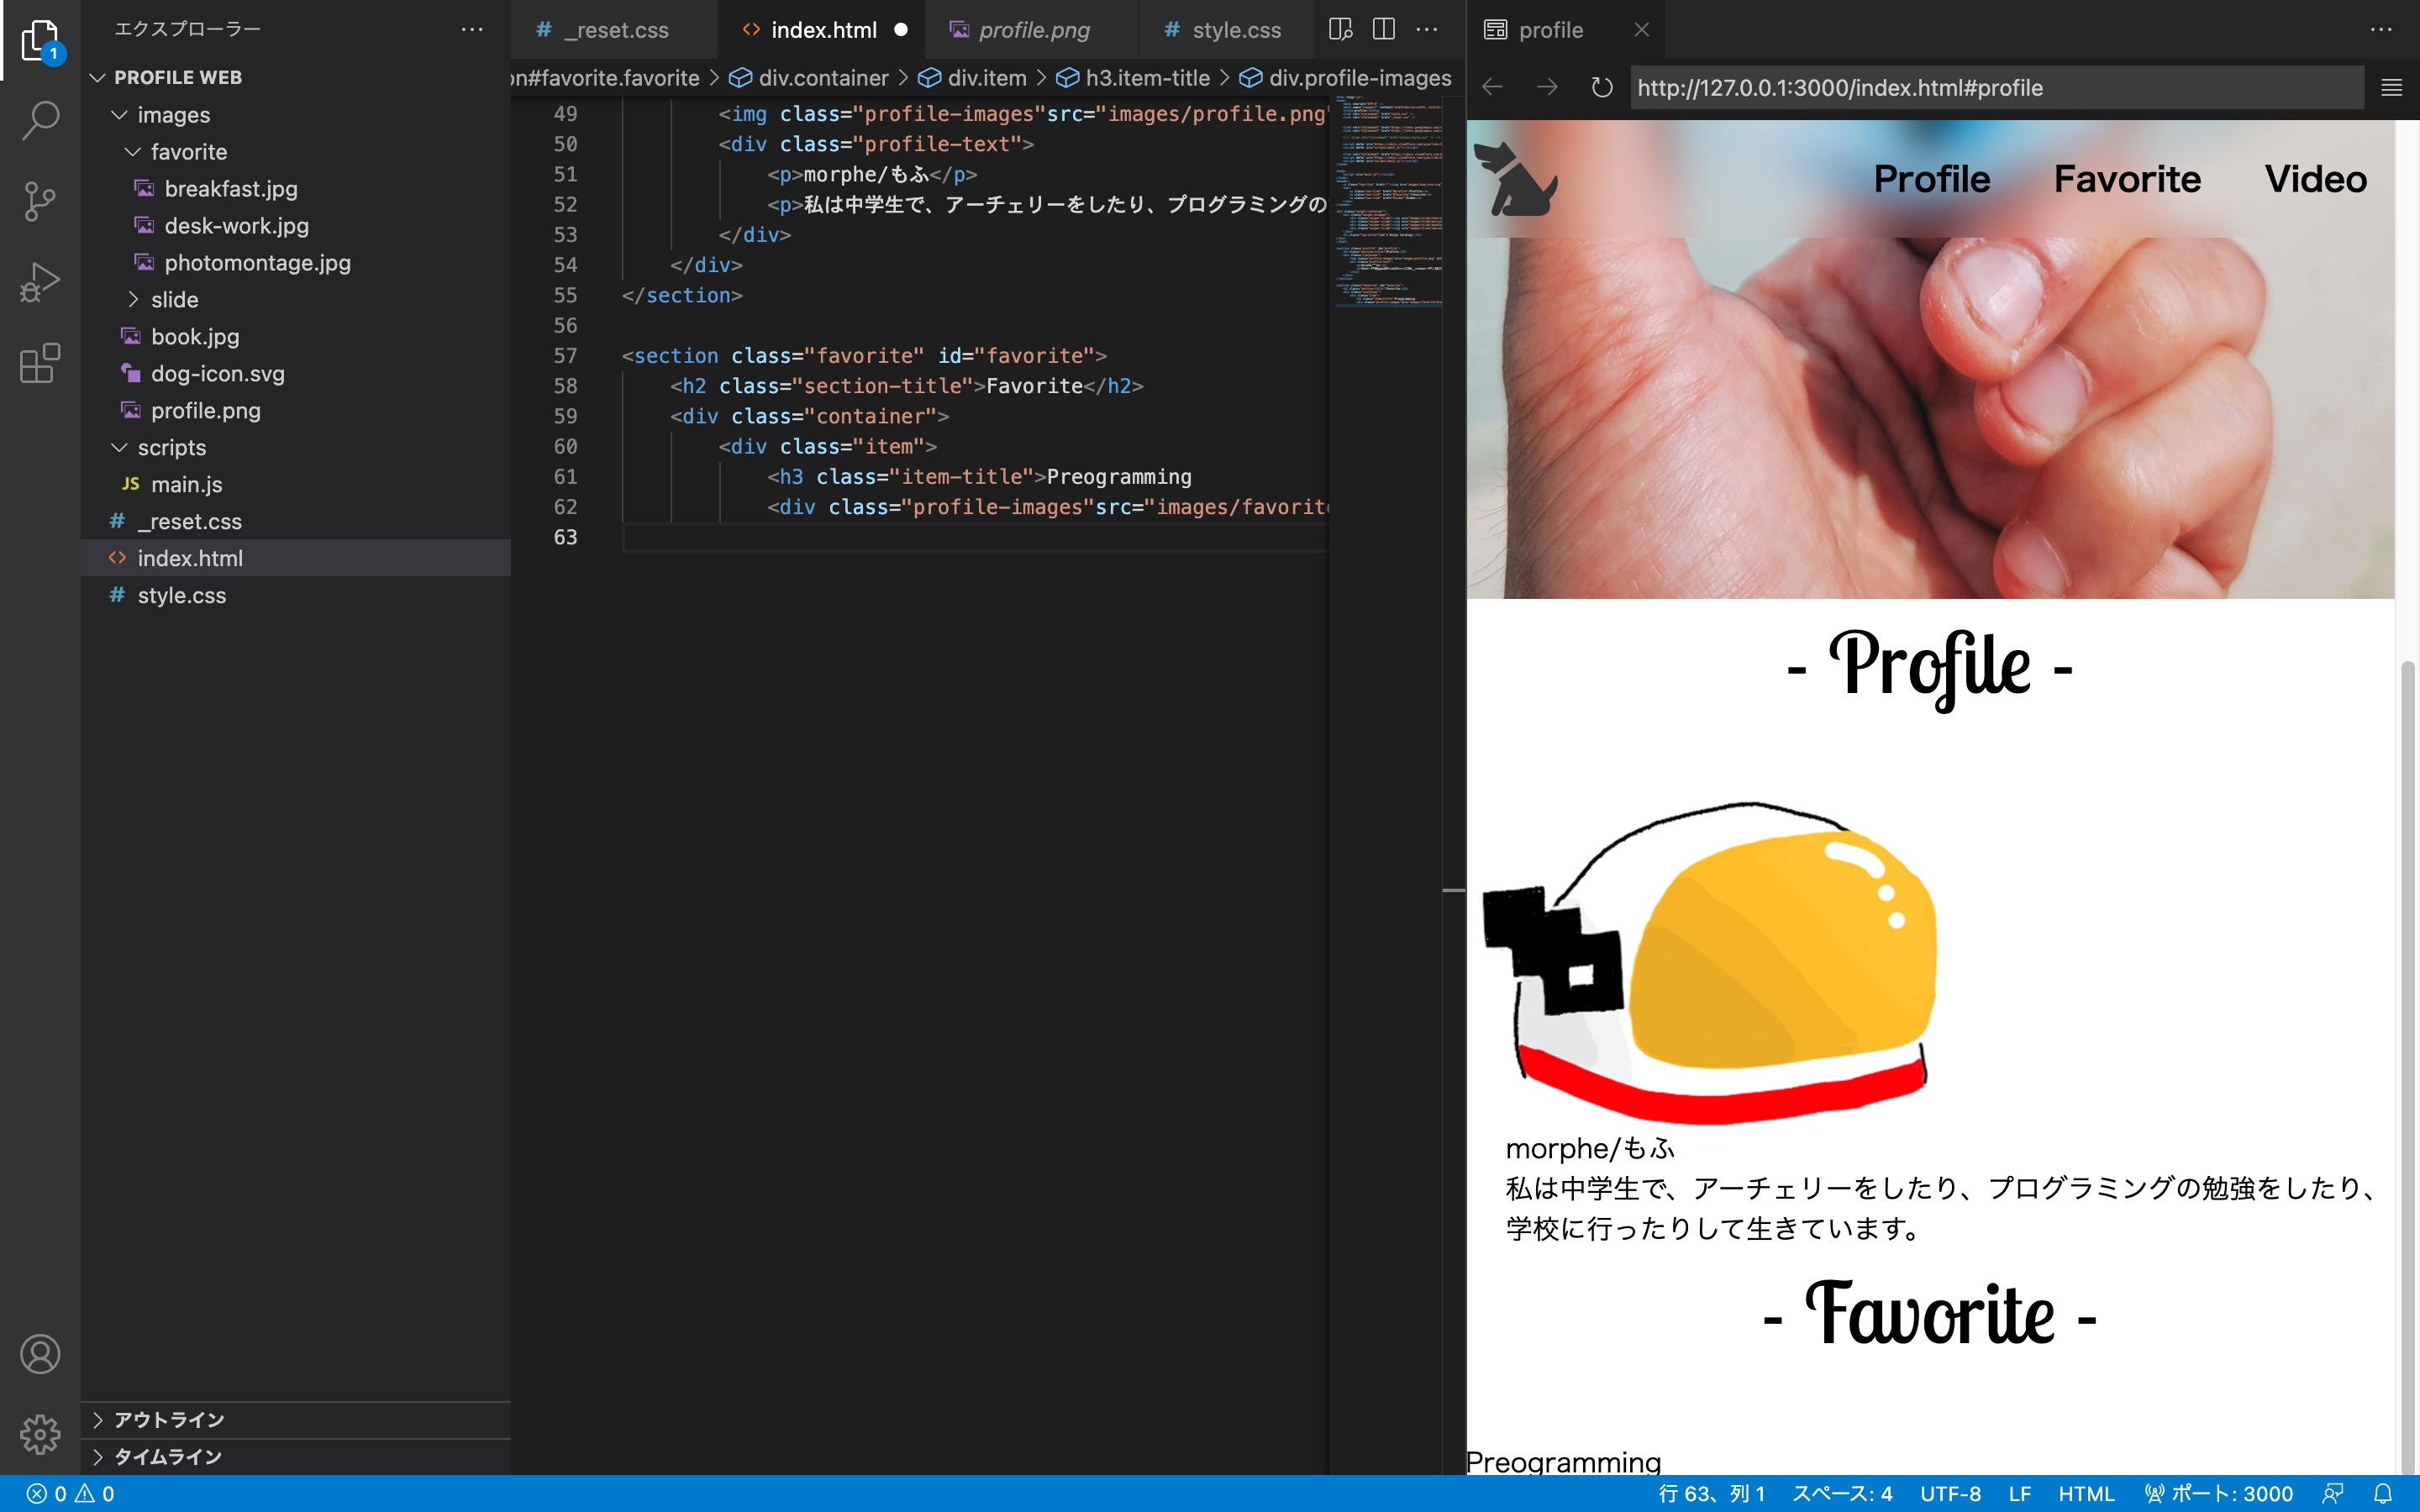 エクスプローラー
PROFILE WEB
images
favorite
breakfast.jpg
desk-work.jpg
photomontage.jpg
slide
book.jpg
dog-icon.svg
profile.png
scripts
JS main.js
# _reset.css
<> index.html
# style.css
アウトライン
タイムライン
1
# _reset.css
<> index.html
profile.png
# style.css
on#favorite.favorite > div.container > div.item > h3.item-title > div.profile-images
49 <img class="profile-images"src="images/profile.png"
50 <div class="profile-text">
51 <p>morphe/もふ</p>
52 <p>私は中学生で、アーチェリーをしたり、プログラミングの
53 </div>
54 </div>
55 </section>
56
57 <section class="favorite" id="favorite">
58 <h2 class="section-title">Favorite</h2>
59 <div class="container">
60 <div class="item">
61 <h3 class="item-title">Preogramming
62 <div class="profile-images"src="images/favorite
63
profile
http://127.0.0.1:3000/index.html#profile
Profile Favorite Video
- Profile -
morphe/もふ
私は中学生で、アーチェリーをしたり、プログラミングの勉強をしたり、
学校に行ったりして生きています。
- Favorite -
Preogramming
0 0
行 63、列 1 スペース: 4 UTF-8 LF HTML ポート: 3000